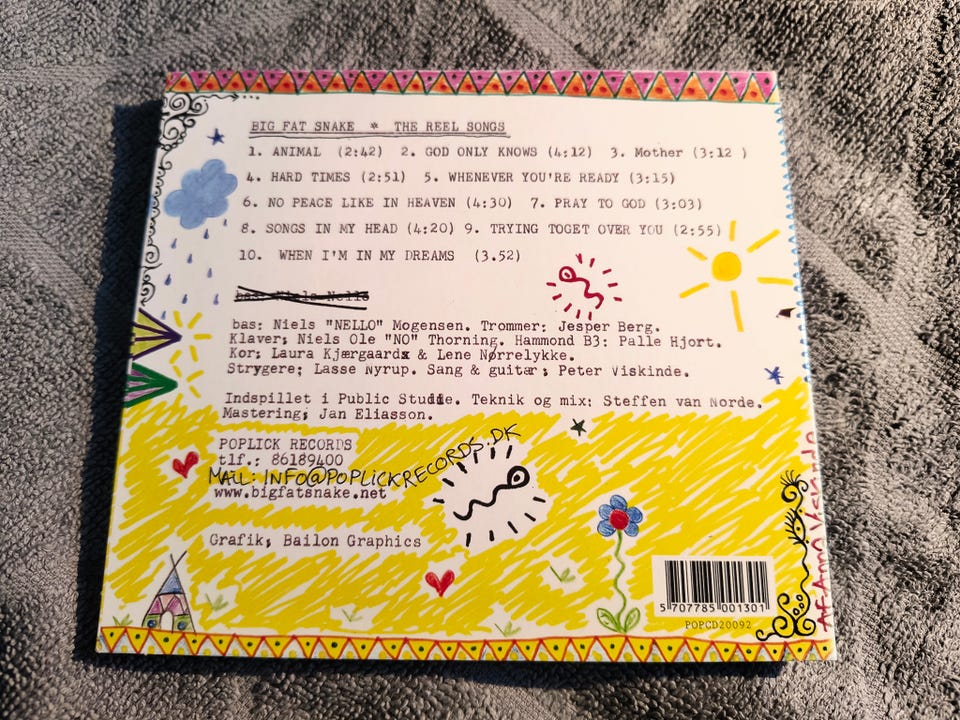 BIG FAT SNAKE * THE REEL SONGS
1. ANIMAL (2:42) 2. GOD ONLY KNOWS (4:12) 3. Mother (3:12 )
4. HARD TIMES (2:51) 5. WHENEVER YOU'RE READY (3:15)
6. NO PEACE LIKE IN HEAVEN (4:30) 7. PRAY TO GOD (3:03)
8. SONGS IN MY HEAD (4:20) 9. TRYING TOGET OVER YOU (2:55)
10. WHEN I'M IN MY DREAMS (3.52)
bas: Niels "NELLO" Mogensen. Trommer: Jesper Berg.
Klaver; Niels Ole "NO" Thorning. Hammond B3: Palle Hjort.
Kor; Laura Kjærgaard & Lene Nørrelykke.
Strygere; Lasse Nyrup. Sang & guitar; Peter Viskinde.
Indspillet i Public Studie. Teknik og mix: Steffen van Norde.
Mastering; Jan Eliasson.
POPLICK RECORDS
tlf.: 86189400
MAIL: INFO@POPLICKRECORDS.DK
www.bigfatsnake.net
Grafik; Bailon Graphics
5 707785 001301
POPCD20092
AF Anna Viskinde